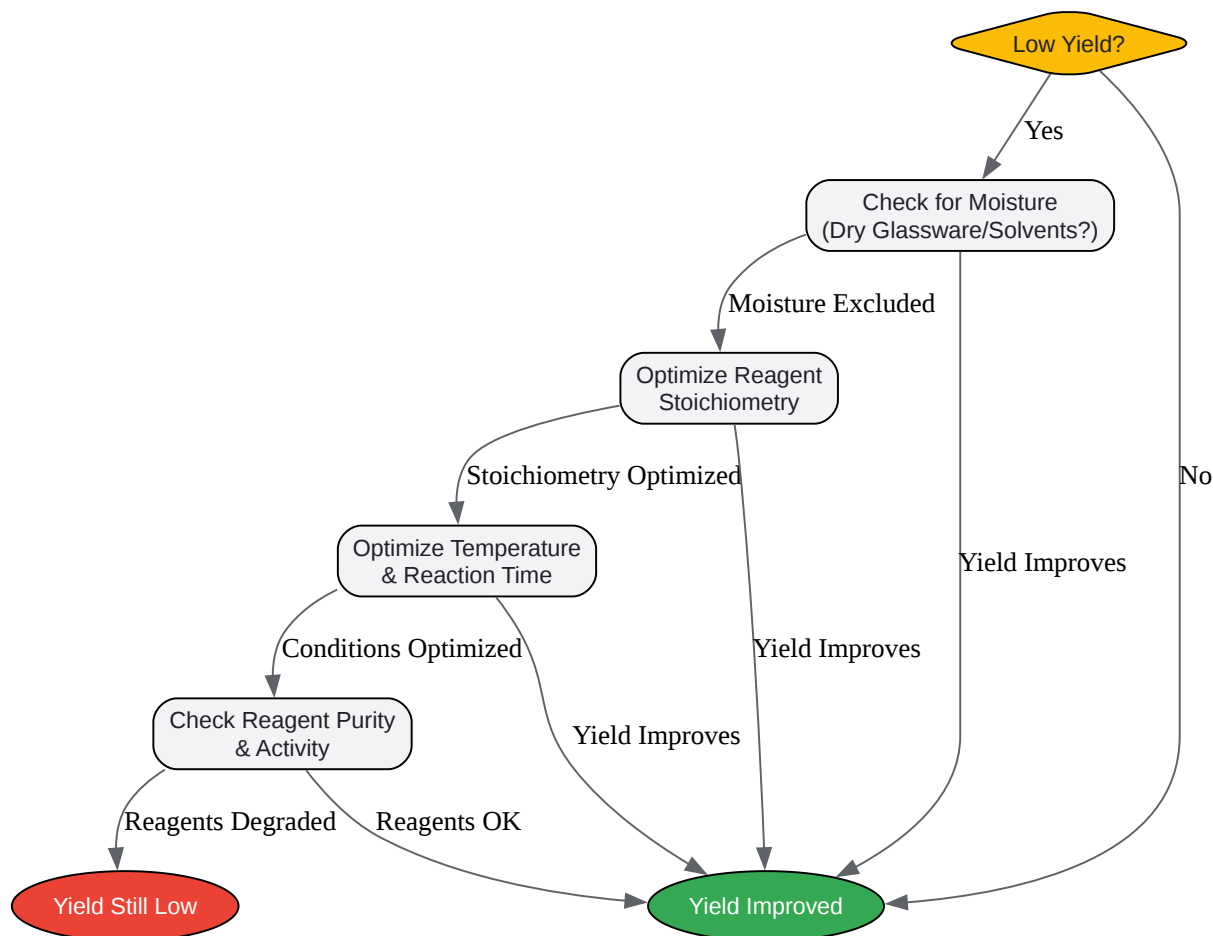 Low Yield?
Yes
Check for Moisture
(Dry Glassware/Solvents?)
Moisture Excluded
Optimize Reagent
Stoichiometry
Stoichiometry Optimized
No
Optimize Temperature
& Reaction Time
Yield Improves
Conditions Optimized
Yield Improves
Check Reagent Purity
& Activity
Yield Improves
Reagents Degraded
Reagents OK
Yield Still Low
Yield Improved